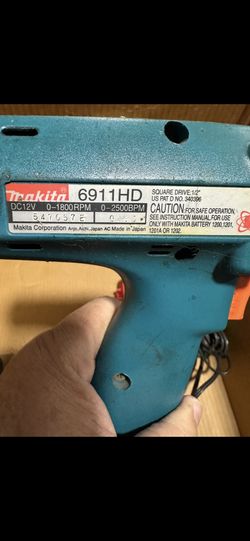 makita 6911HD
DC12V 0-1800RPM 0-2500BPM
547057E
Makita Corporation Anjo, Aichi, Japan AC Made in Japan
SQUARE DRIVE; 1/2"
US PAT D NO. 340396
CAUTION FOR SAFE OPERATION,
SEE INSTRUCTION MANUAL. FOR USE
ONLY WITH MAKITA BATTERY 1200, 1201,
1201A OR 1202.